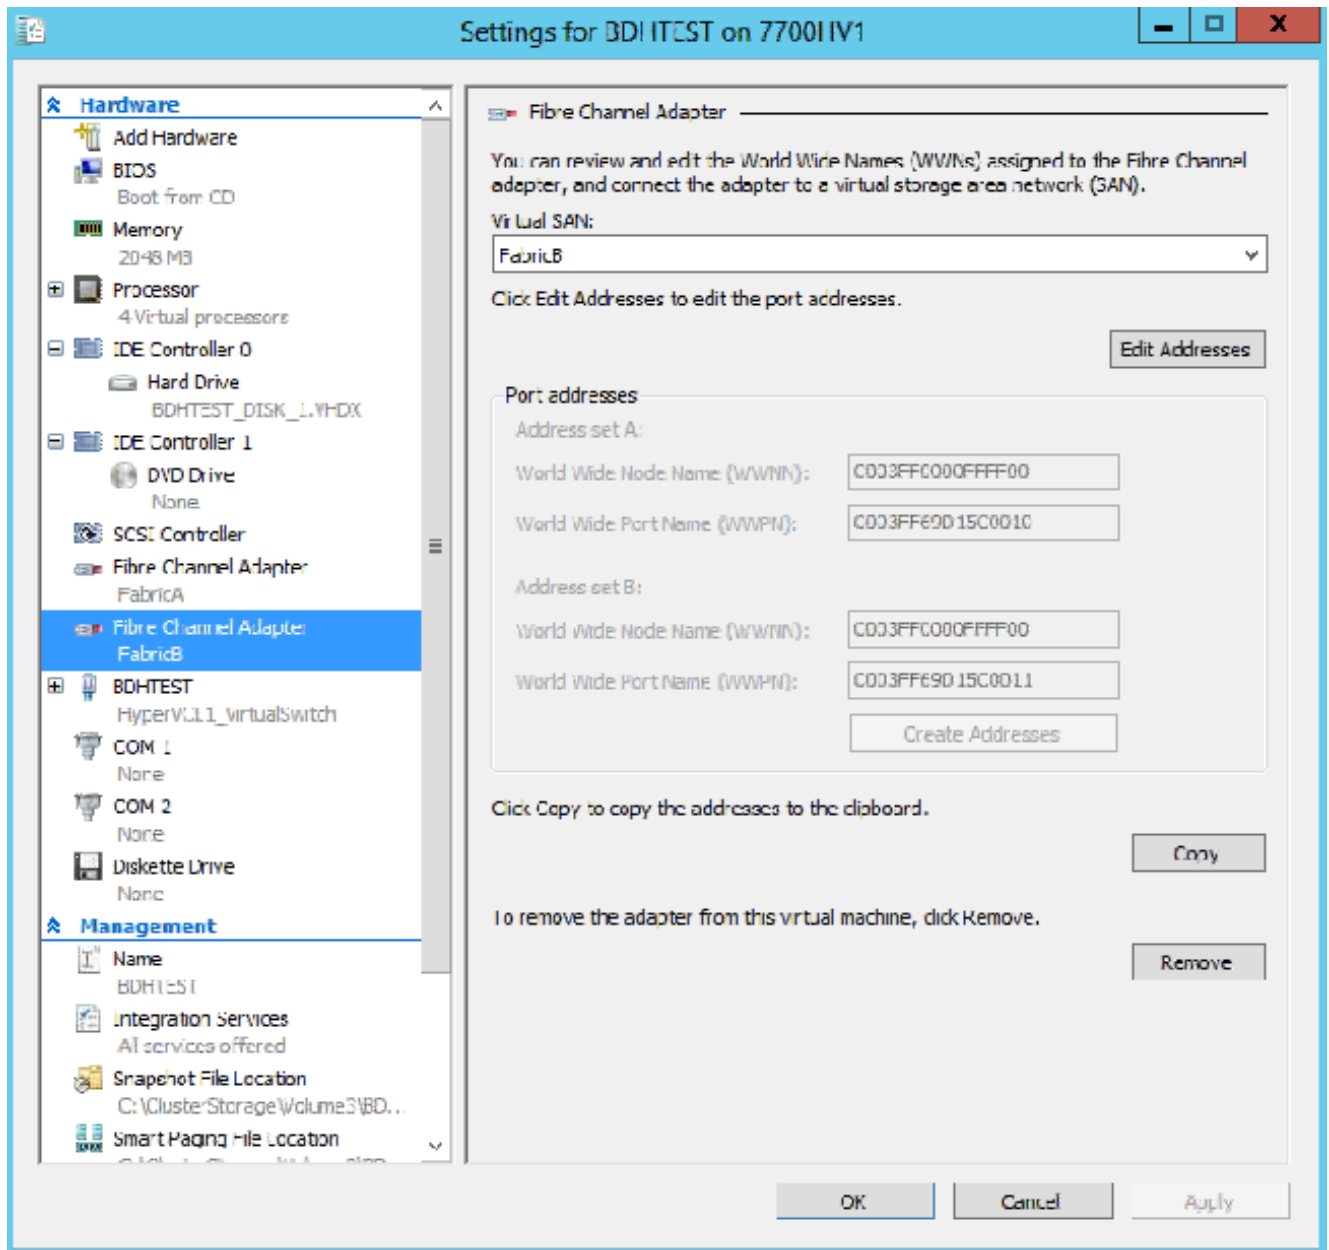 Settings for BDHTEST on 7700HV1
Hardware
Add Hardware
BIOS
Boot from CD
Memory
2048 MB
Processor
4 Virtual processors
IDE Controller 0
Hard Drive
BDHTEST_DISK_1.VHDX
IDE Controller 1
DVD Drive
None
SCSI Controller
Fibre Channel Adapter
FabricA
Fibre Channel Adapter
FabricB
BDHTEST
HyperVCL1_VirtualSwitch
COM 1
None
COM 2
None
Diskette Drive
None
Management
Name
BDHTEST
Integration Services
All services offered
Snapshot File Location
C:\ClusterStorage\Volume3\BD...
Smart Paging File Location
Fibre Channel Adapter
You can review and edit the World Wide Names (WWNs) assigned to the Fibre Channel
adapter, and connect the adapter to a virtual storage area network (SAN).
Virtual SAN:
FabricB
Click Edit Addresses to edit the port addresses.
Edit Addresses
Port addresses
Address set A:
World Wide Node Name (WWNN):
C003FF0000FFFF00
World Wide Port Name (WWPN):
C003FF69D15C0010
Address set B:
World Wide Node Name (WWNN):
C003FF0000FFFF00
World Wide Port Name (WWPN):
C003FF69D15C0011
Create Addresses
Click Copy to copy the addresses to the clipboard.
Copy
To remove the adapter from this virtual machine, click Remove.
Remove
OK
Cancel
Apply